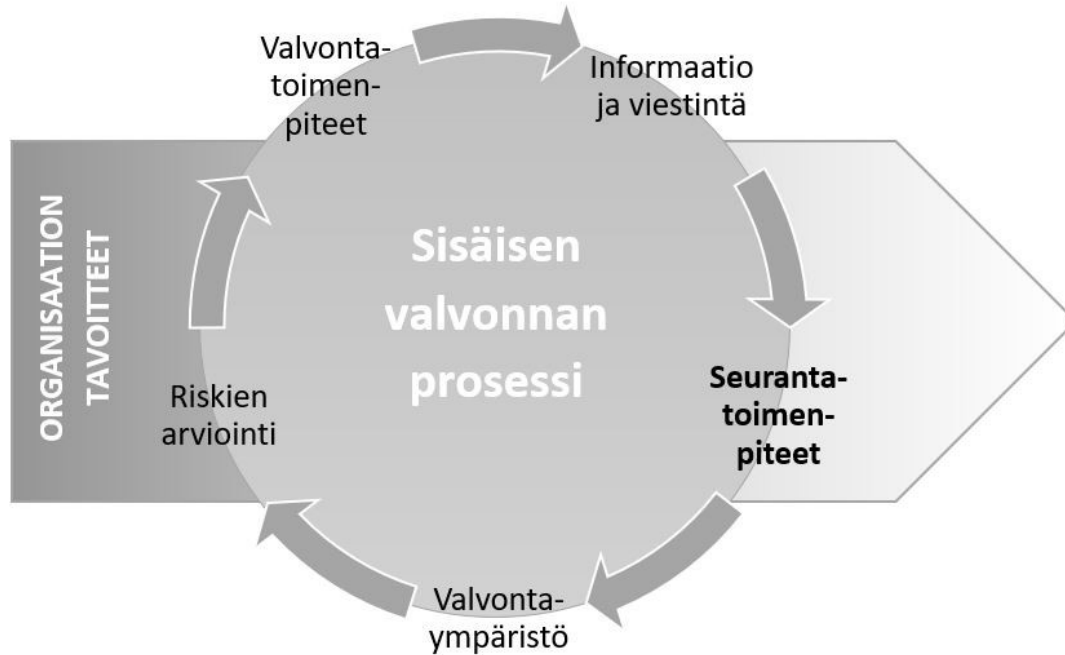 Valvonta-
toimen-
piteet
Informaatio
ja viestintä
ORGANISAATION
TAVOITTEET
Sisäisen
valvonnan
prosessi
Seuranta-
toimen-
piteet
Riskien
arviointi
Valvonta-
ympäristö